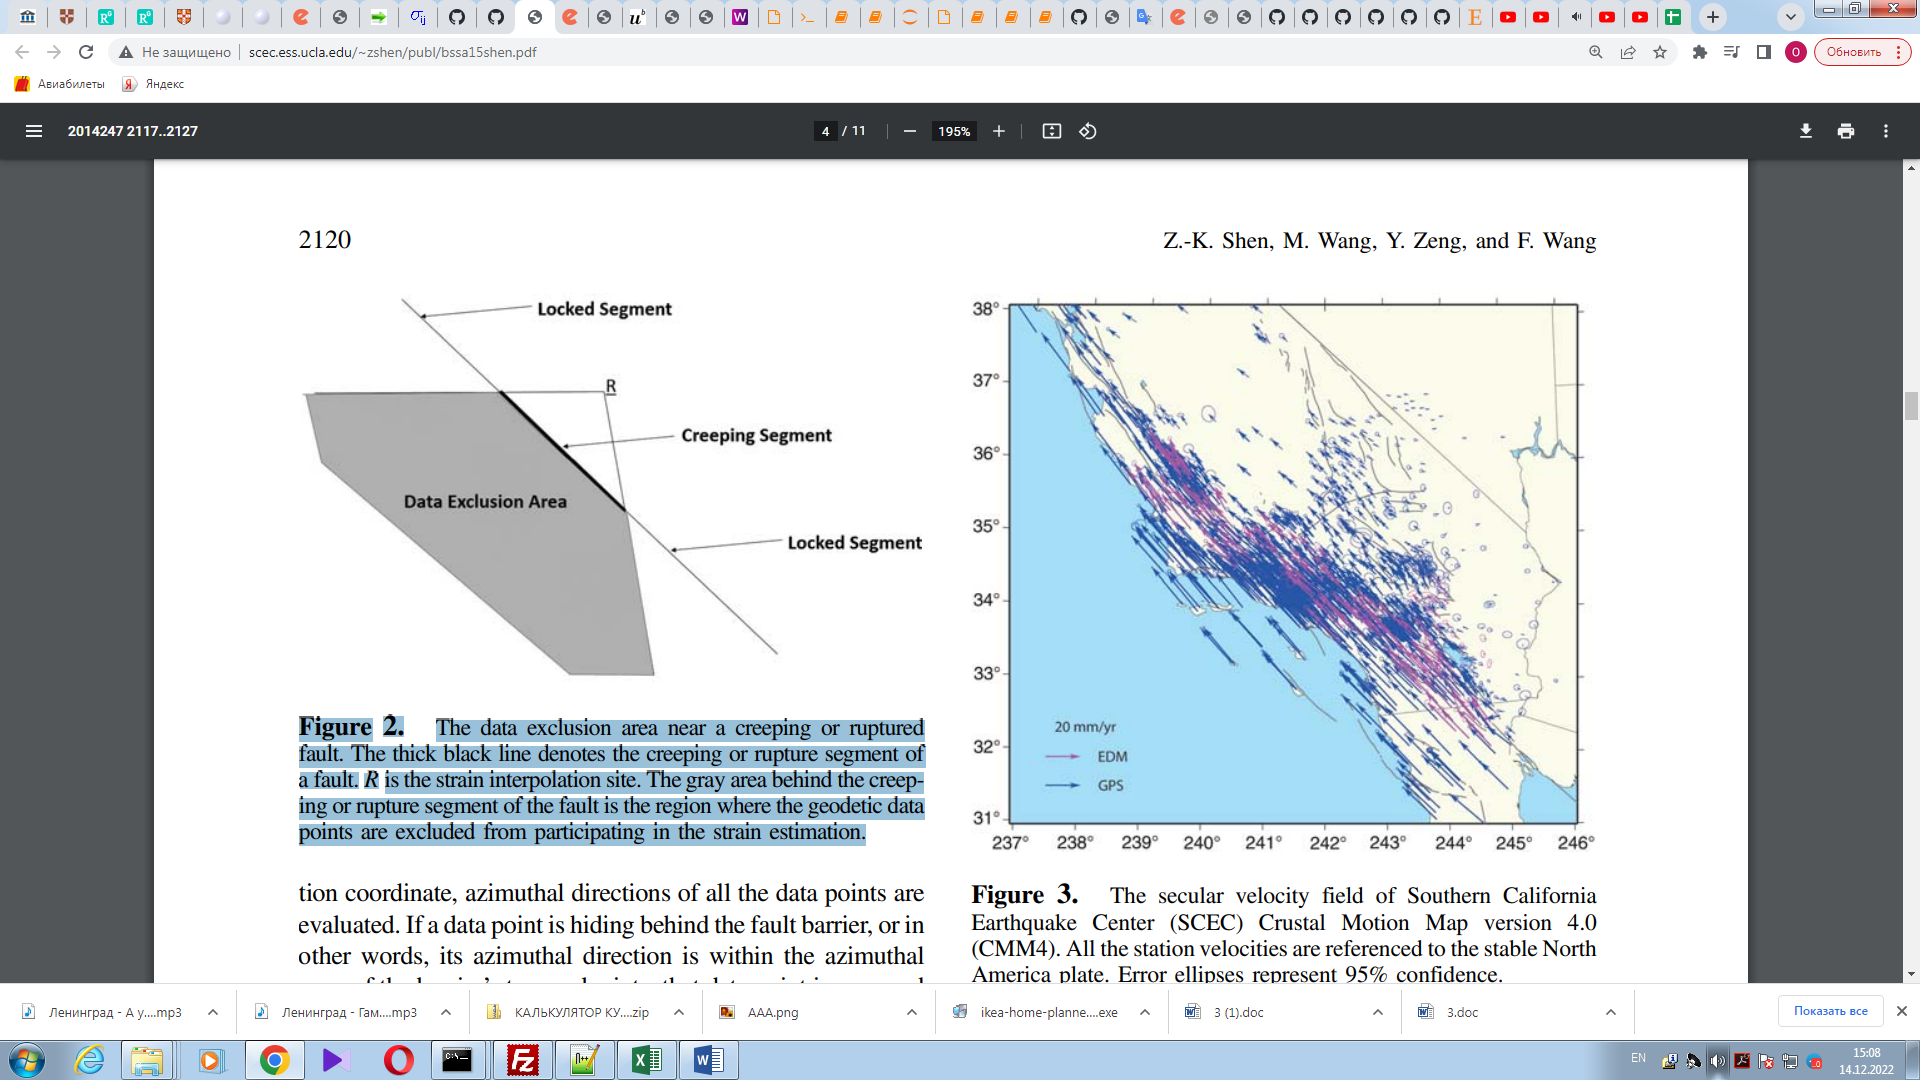 Не защищено
scec.ess.ucla.edu/~zshen/publ/bssa15shen.pdf
Обновить
Авиабилеты
Яндекс
2014247 2117..2127
4 / 11
195%
2120
Z.-K. Shen, M. Wang, Y. Zeng, and F. Wang
Locked Segment
R
Creeping Segment
Data Exclusion Area
Locked Segment
Figure 2. The data exclusion area near a creeping or ruptured
fault. The thick black line denotes the creeping or rupture segment of
a fault. R is the strain interpolation site. The gray area behind the creep-
ing or rupture segment of the fault is the region where the geodetic data
points are excluded from participating in the strain estimation.
tion coordinate, azimuthal directions of all the data points are
evaluated. If a data point is hiding behind the fault barrier, or in
other words, its azimuthal direction is within the azimuthal
38°
37°
36°
35°
34°
33°
32°
31°
20 mm/yr
EDM
GPS
237° 238° 239° 240° 241° 242° 243° 244° 245° 246°
Figure 3. The secular velocity field of Southern California
Earthquake Center (SCEC) Crustal Motion Map version 4.0
(CMM4). All the station velocities are referenced to the stable North
America plate. Error ellipses represent 95% confidence.
Ленинград - А у....mp3
Ленинград - Гам....mp3
КАЛЬКУЛЯТОР КУ....zip
AAA.png
ikea-home-planne....exe
3 (1).doc
3.doc
Показать все
EN
15:08
14.12.2022